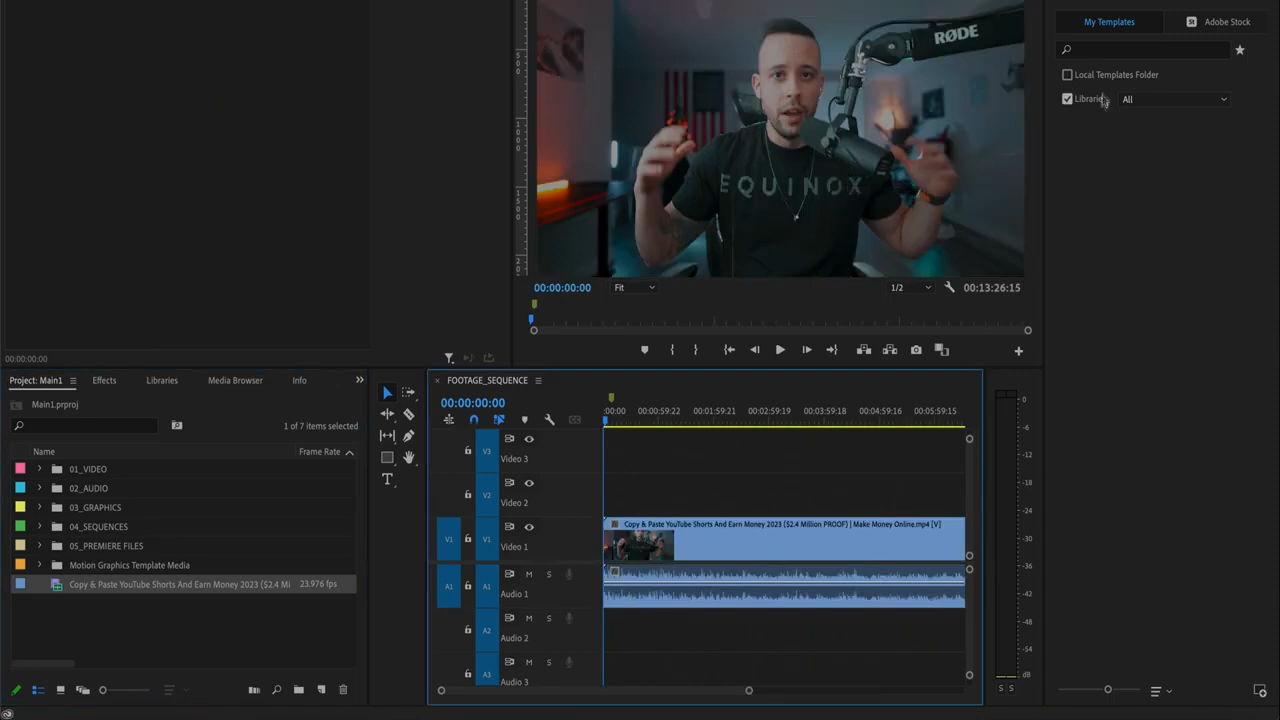 My Templates
Adobe Stock
St
Local Templates Folder
Libraries
All
RØDE
EQUINOX
00:00:00:00
Fit
1/2
00:13:26:15
00:00:00:00
Project: Main1
Effects
Libraries
Media Browser
Info
Main1.prproj
1 of 7 items selected
Name
Frame Rate
01_VIDEO
02_AUDIO
03_GRAPHICS
04_SEQUENCES
05_PREMIERE FILES
Motion Graphics Template Media
Copy & Paste YouTube Shorts And Earn Money 2023 ($2.4 Mi
23.976 fps
FOOTAGE_SEQUENCE
00:00:00:00
:00:00
00:00:59:22
00:01:59:21
00:02:59:19
00:03:59:18
00:04:59:16
00:05:59:15
V3
Video 3
V2
Video 2
V1
V1
Video 1
Copy & Paste YouTube Shorts And Earn Money 2023 ($2.4 Million PROOF) | Make Money Online.mp4 [V]
A1
A1
M
S
Audio 1
A2
M
S
Audio 2
A3
M
S
Audio 3
0
-6
-12
-18
-24
-30
-36
-42
-48
-54
dB
S
S